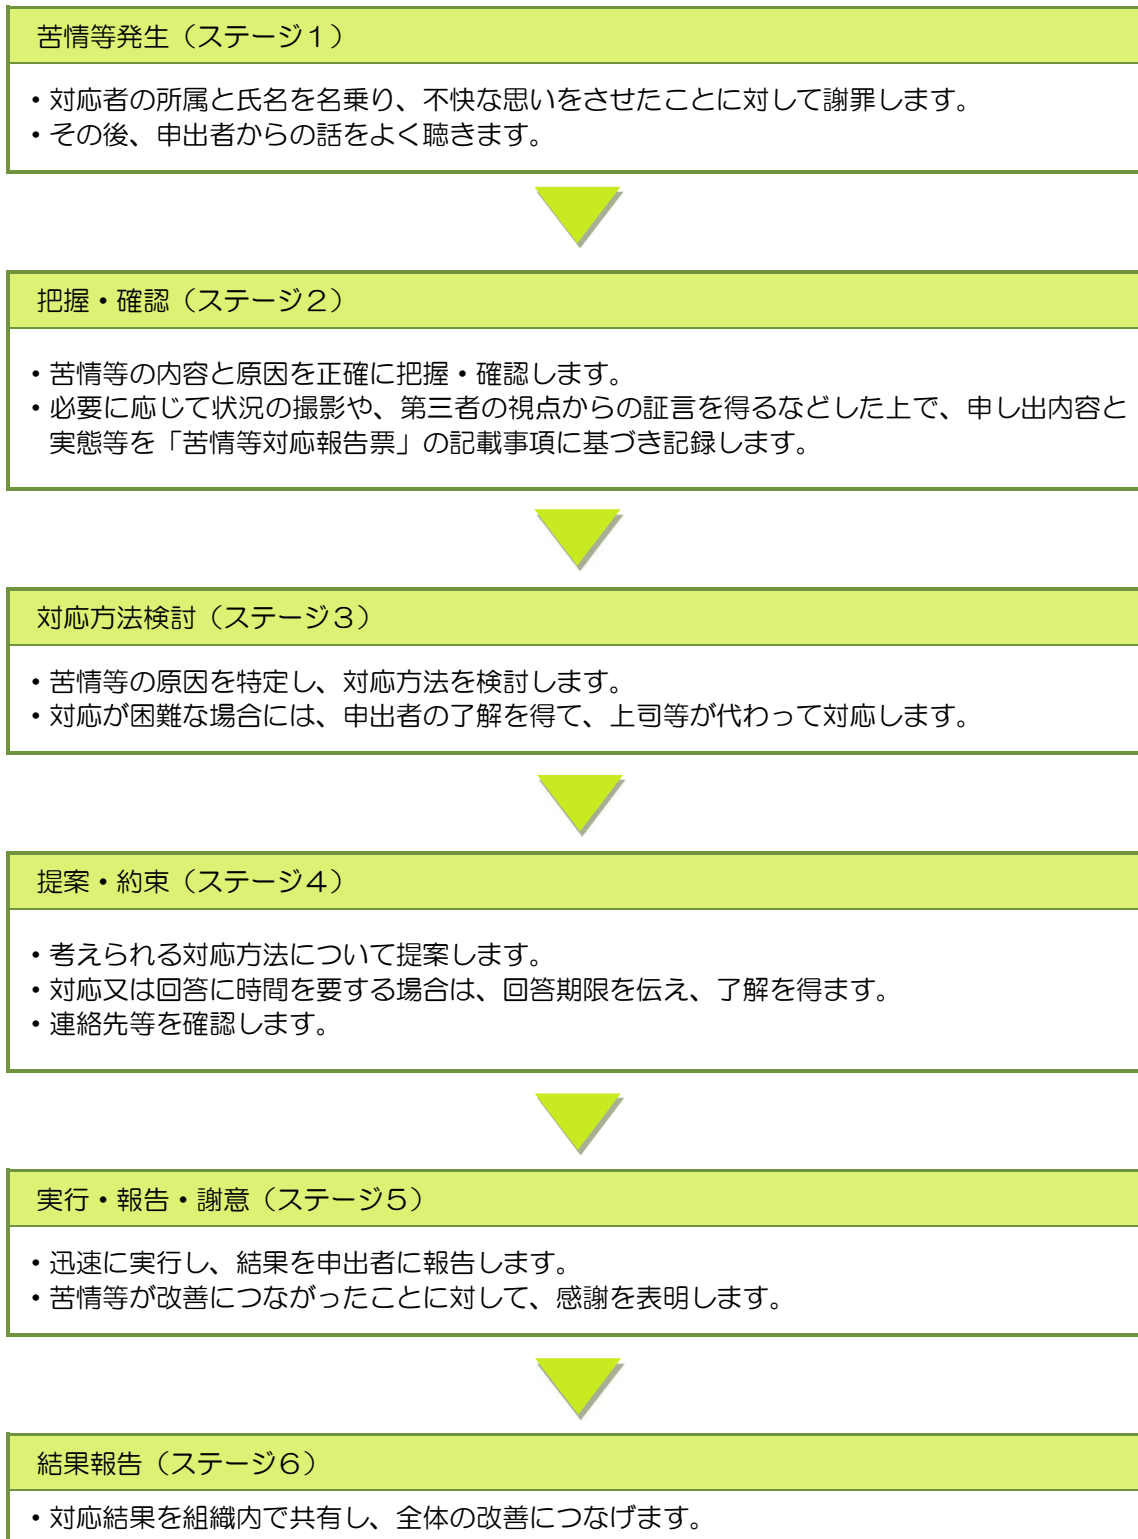 苦情等発生（ステージ１）
・対応者の所属と氏名を名乗り、不快な思いをさせたことに対して謝罪します。
・その後、申出者からの話をよく聴きます。
把握・確認（ステージ２）
・苦情等の内容と原因を正確に把握・確認します。
・必要に応じて状況の撮影や、第三者の視点からの証言を得るなどした上で、申し出内容と
実態等を「苦情等対応報告票」の記載事項に基づき記録します。
対応方法検討（ステージ３）
・苦情等の原因を特定し、対応方法を検討します。
・対応が困難な場合には、申出者の了解を得て、上司等が代わって対応します。
提案・約束（ステージ４）
・考えられる対応方法について提案します。
・対応又は回答に時間を要する場合は、回答期限を伝え、了解を得ます。
・連絡先等を確認します。
実行・報告・謝意（ステージ５）
・迅速に実行し、結果を申出者に報告します。
・苦情等が改善につながったことに対して、感謝を表明します。
結果報告（ステージ６）
・対応結果を組織内で共有し、全体の改善につなげます。